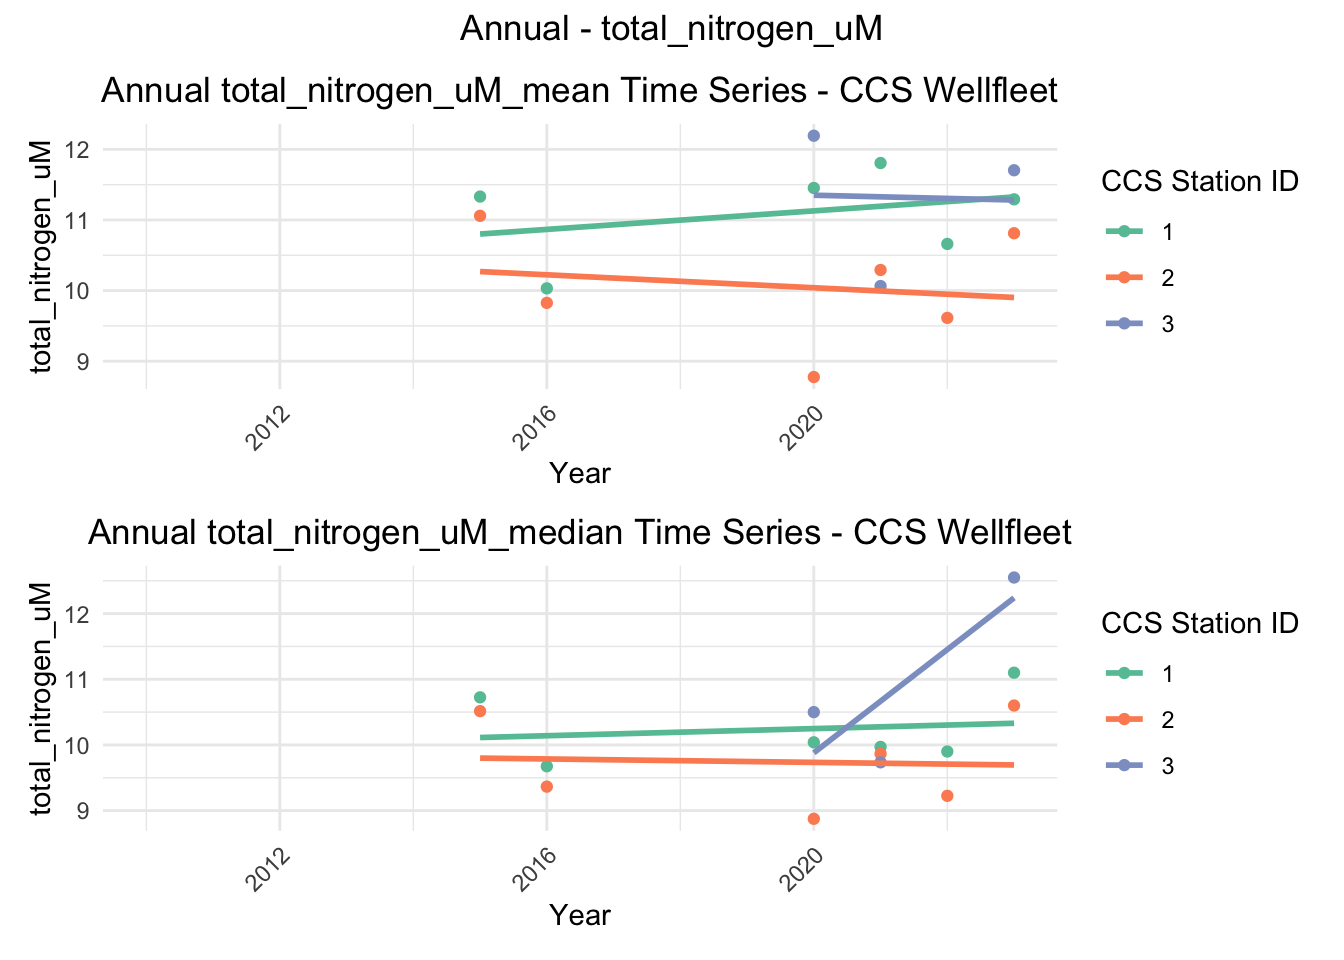 Annual - total_nitrogen_uM
Annual total_nitrogen_uM_mean Time Series - CCS Wellfleet
total_nitrogen_uM
12
11
10
9
2012
2016
2020
Year
CCS Station ID
1
2
3
Annual total_nitrogen_uM_median Time Series - CCS Wellfleet
total_nitrogen_uM
12
11
10
9
2012
2016
2020
Year
CCS Station ID
1
2
3